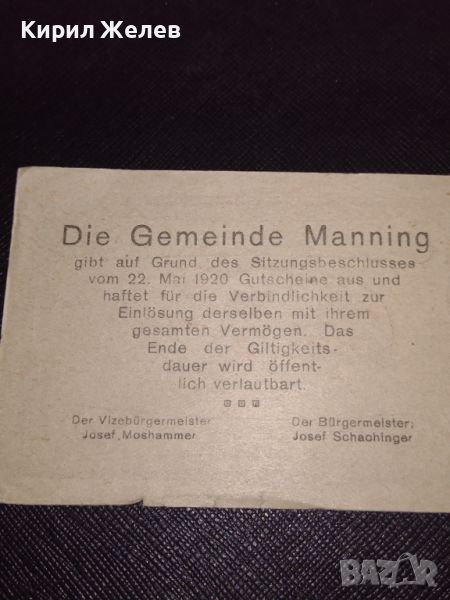 Кирил Желев
Die Gemeinde Manning
gibt auf Grund des Sitzungsbeschlusses
vom 22. Mai 1920 Gutscheine aus und
haftet für die Verbindlichkeit zur
Einlösung derselben mit ihrem
gesamten Vermögen. Das
Ende der Giltigkeits-
dauer wird öffent-
lich verlautbart.
Der Vizebürgermeister
Josef Moshammer
Der Bürgermeister:
Josef Schachinger
BAZAR